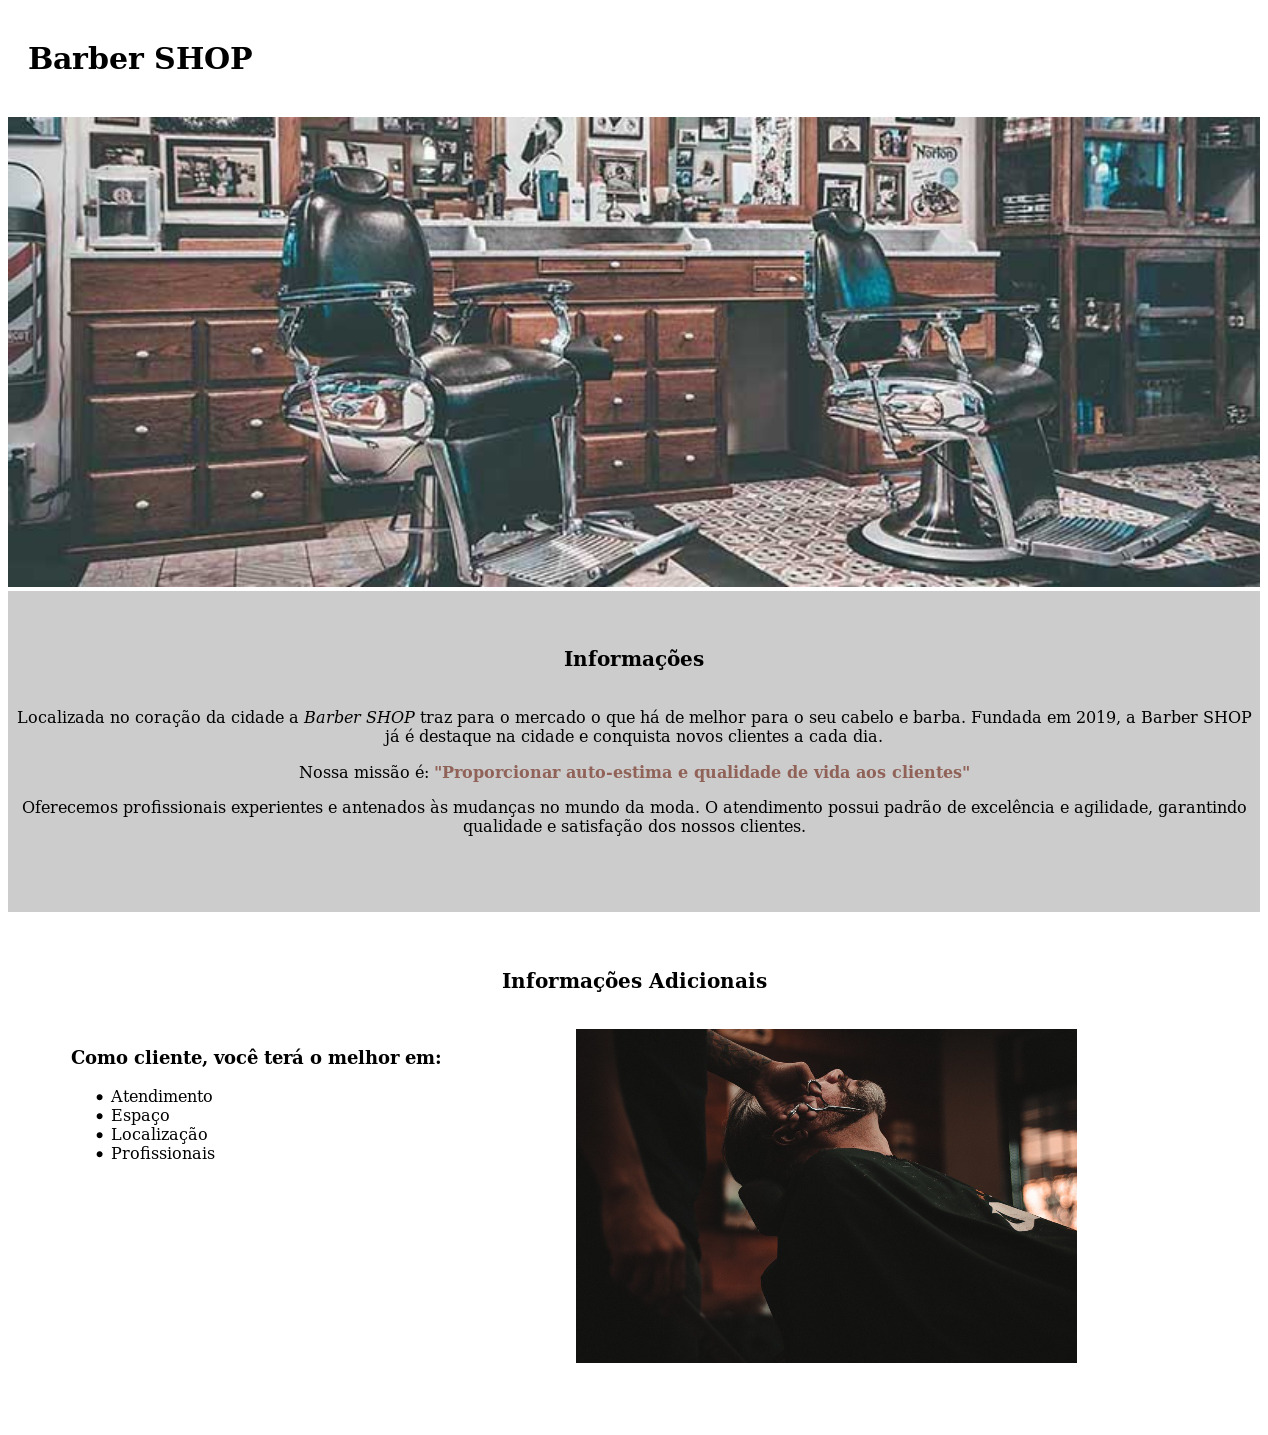 Barber SHOP
Norton
Informações
Localizada no coração da cidade a Barber SHOP traz para o mercado o que há de melhor para o seu cabelo e barba. Fundada em 2019, a Barber SHOP
já é destaque na cidade e conquista novos clientes a cada dia.
Nossa missão é: "Proporcionar auto-estima e qualidade de vida aos clientes"
Oferecemos profissionais experientes e antenados às mudanças no mundo da moda. O atendimento possui padrão de excelência e agilidade, garantindo
qualidade e satisfação dos nossos clientes.
Informações Adicionais
Como cliente, você terá o melhor em:
Atendimento
Espaço
Localização
Profissionais